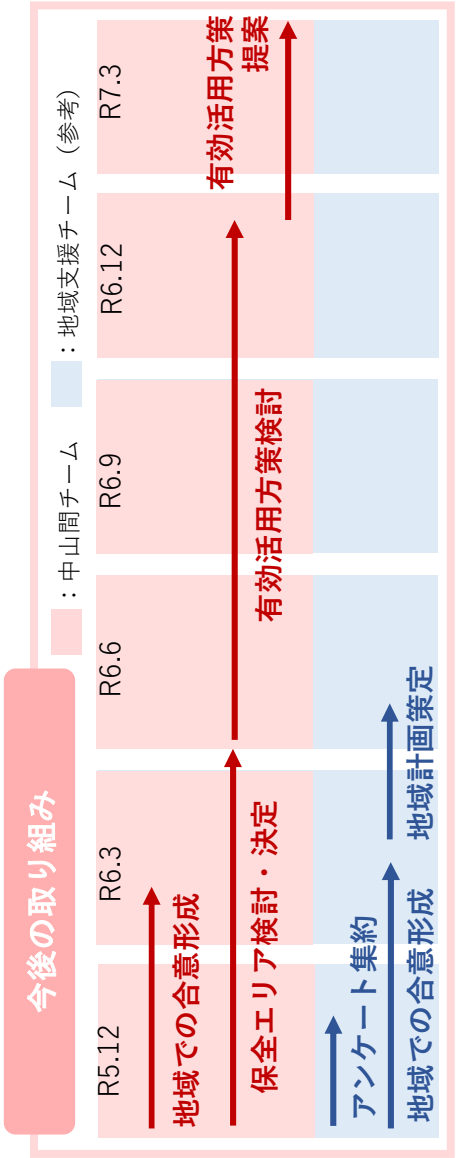 今後の取り組み
：中山間チーム
：地域支援チーム（参考）
R5.12
R6.3
R6.6
R6.9
R6.12
R7.3
地域での合意形成
保全エリア検討・決定
有効活用方策検討
有効活用方策
提案
アンケート集約
地域での合意形成
地域計画策定